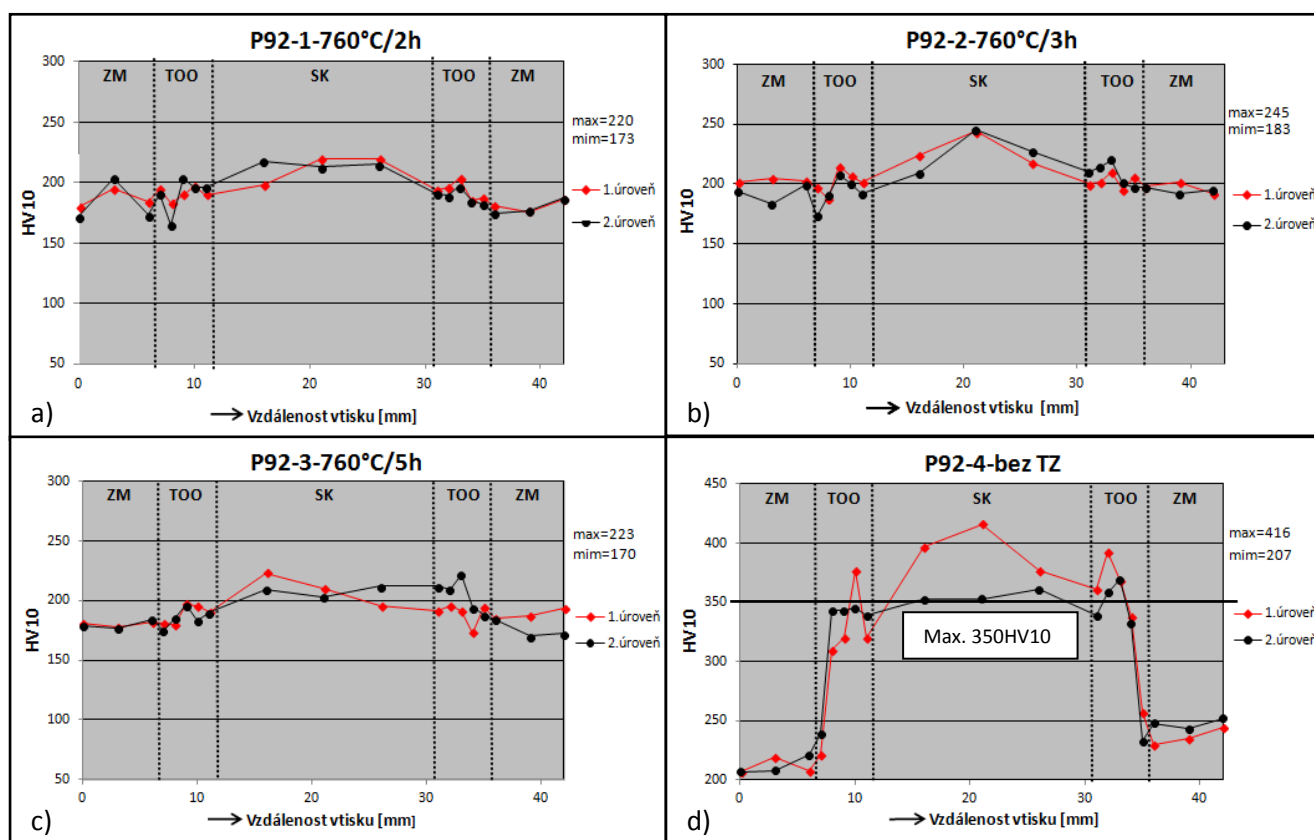 P92-1-760°C/2h
300
250
200
150
100
50
HV10
ZM
TOO
SK
TOO
ZM
max=220
mim=173
1.úroveň
2.úroveň
0
10
20
30
40
Vzdálenost vtisku [mm]
a)
P92-2-760°C/3h
300
250
200
150
100
50
HV10
ZM
TOO
SK
TOO
ZM
max=245
mim=183
1.úroveň
2.úroveň
0
10
20
30
40
Vzdálenost vtisku [mm]
b)
P92-3-760°C/5h
300
250
200
150
100
50
HV10
ZM
TOO
SK
TOO
ZM
max=223
mim=170
1.úroveň
2.úroveň
0
10
20
30
40
Vzdálenost vtisku [mm]
c)
P92-4-bez TZ
450
400
350
300
250
200
HV10
ZM
TOO
SK
TOO
ZM
max=416
mim=207
Max. 350HV10
1.úroveň
2.úroveň
0
10
20
30
40
Vzdálenost vtisku [mm]
d)